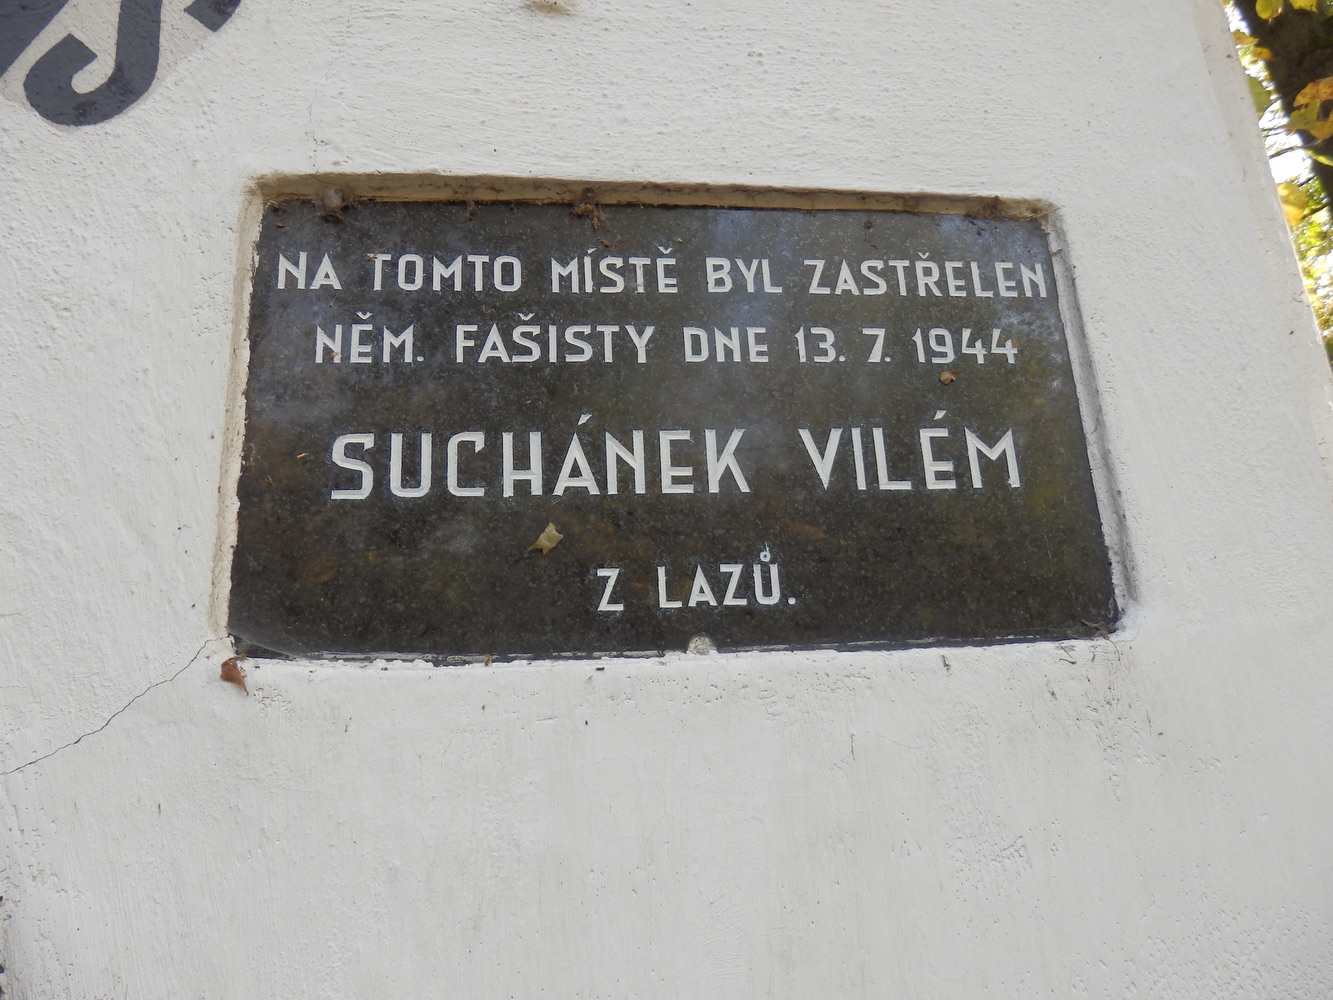 NA TOMTO MÍSTĚ BYL ZASTŘELEN
NĚM. FAŠISTY DNE 13. 7. 1944
SUCHÁNEK VILÉM
Z LAZŮ.